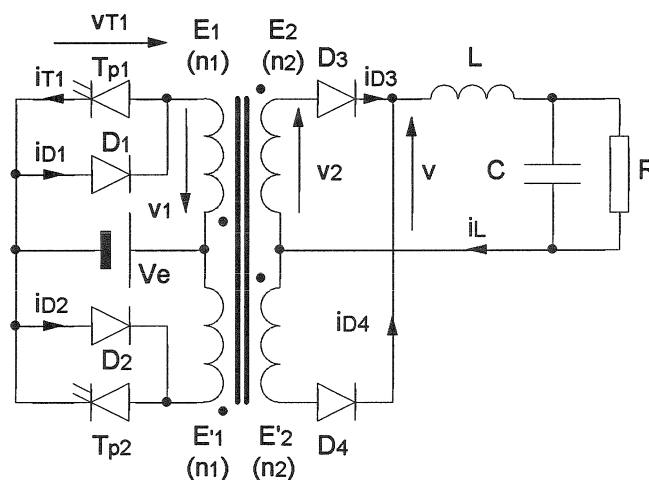 vT1
E1
(n1)
E2
(n2)
D3
iD3
L
iT1
Tp1
iD1
D1
v1
v2
v
C
R
Ve
iL
iD2
D2
iD4
Tp2
E'1
(n1)
E'2
(n2)
D4